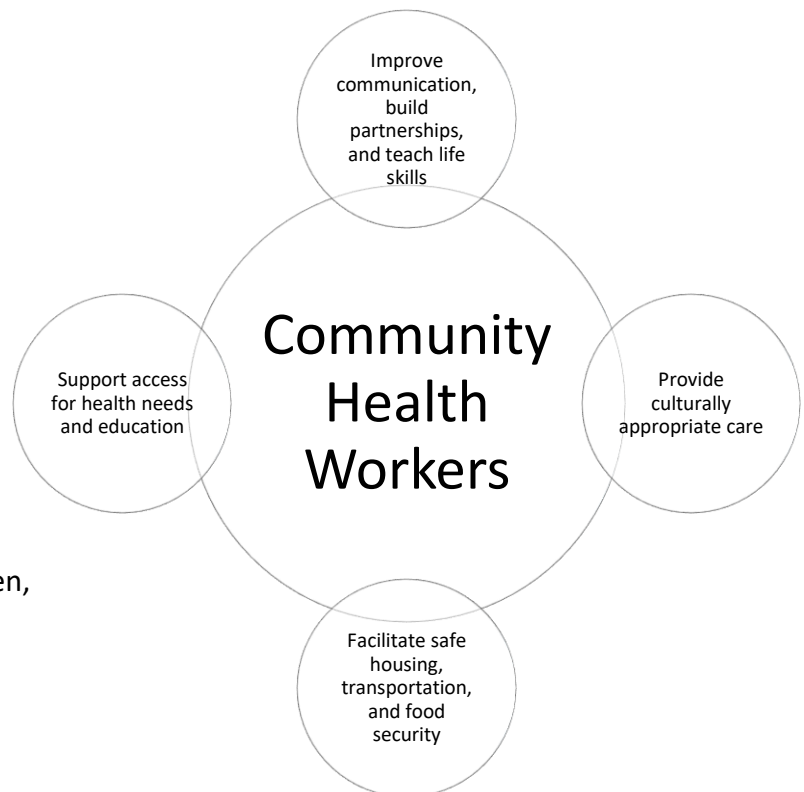 Improve
communication,
build
partnerships,
and teach life
skills
Community
Health
Workers
Support access
for health needs
and education
Provide
culturally
appropriate care
en,
Facilitate safe
housing,
transportation,
and food
security